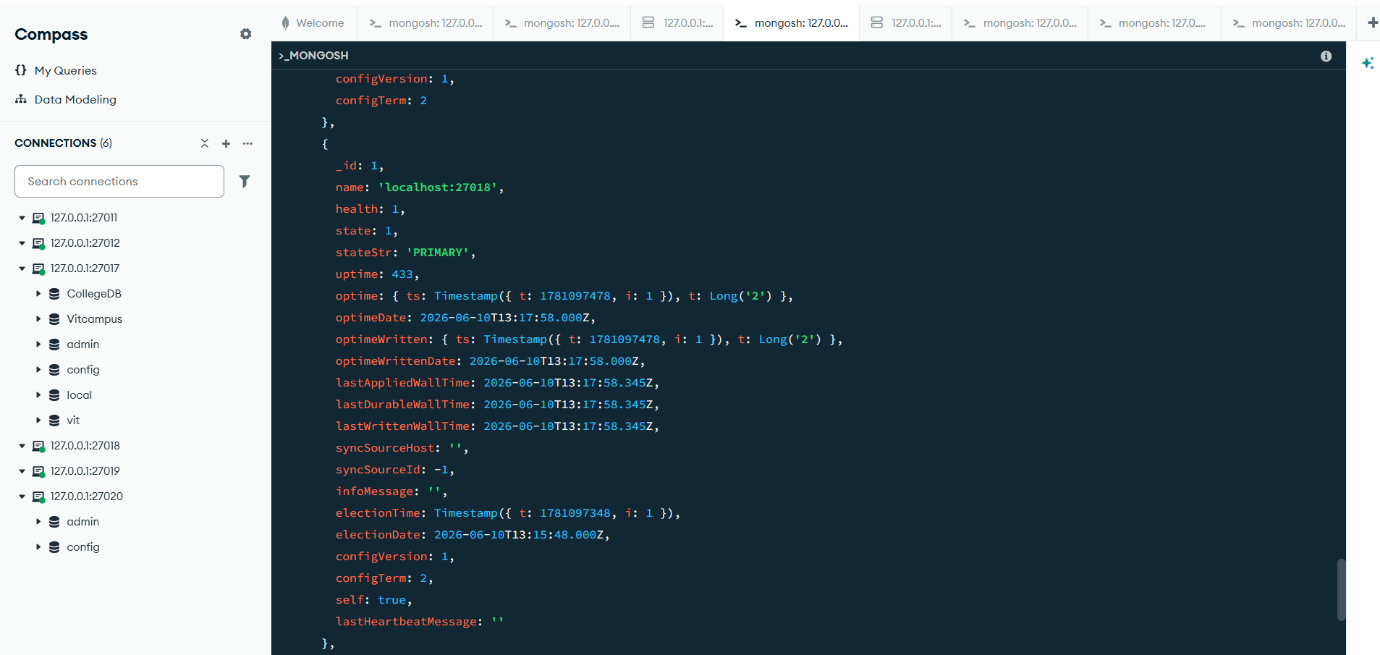 Compass
{} My Queries
Data Modeling
CONNECTIONS (6)
Search connections
127.0.0.1:27011
127.0.0.1:27012
127.0.0.1:27017
CollegeDB
Vitcampus
admin
config
local
vit
127.0.0.1:27018
127.0.0.1:27019
127.0.0.1:27020
admin
config
Welcome
>_ mongosh: 127.0.0...
>_ mongosh: 127.0.0....
127.0.0.1:...
>_ mongosh: 127.0.0...
127.0.0.1:...
>_ mongosh: 127.0.0...
>_ mongosh: 127.0.0....
>_ mongosh: 127.0.0...
>_MONGOSH
configVersion: 1,
configTerm: 2
},
{
_id: 1,
name: 'localhost:27018',
health: 1,
state: 1,
stateStr: 'PRIMARY',
uptime: 433,
optime: { ts: Timestamp({ t: 1781097478, i: 1 }), t: Long('2') },
optimeDate: 2026-06-10T13:17:58.000Z,
optimeWritten: { ts: Timestamp({ t: 1781097478, i: 1 }), t: Long('2') },
optimeWrittenDate: 2026-06-10T13:17:58.000Z,
lastAppliedWallTime: 2026-06-10T13:17:58.345Z,
lastDurableWallTime: 2026-06-10T13:17:58.345Z,
lastWrittenWallTime: 2026-06-10T13:17:58.345Z,
syncSourceHost: '',
syncSourceId: -1,
infoMessage: '',
electionTime: Timestamp({ t: 1781097348, i: 1 }),
electionDate: 2026-06-10T13:15:48.000Z,
configVersion: 1,
configTerm: 2,
self: true,
lastHeartbeatMessage: ''
},